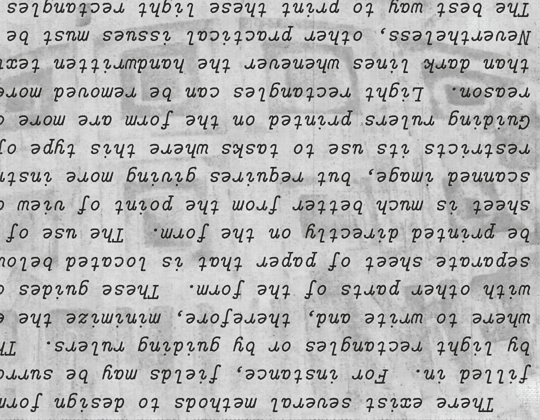 There exist several methods to design
filled in. For instance, fields may be
by light rectangles or by guiding rulers.
where to write and, therefore, minimize the
with other parts of the form. These guides
separate sheet of paper that is located
be printed directly on the form. The use of
sheet is much better from the point of view
scanned image, but requires giving more
restricts its use to tasks where this type of
Guiding rulers printed on the form are more
reason. Light rectangles can be removed more
than dark lines whenever the handwritten text
Nevertheless, other practical issues must be
The best way to print these light rectangles